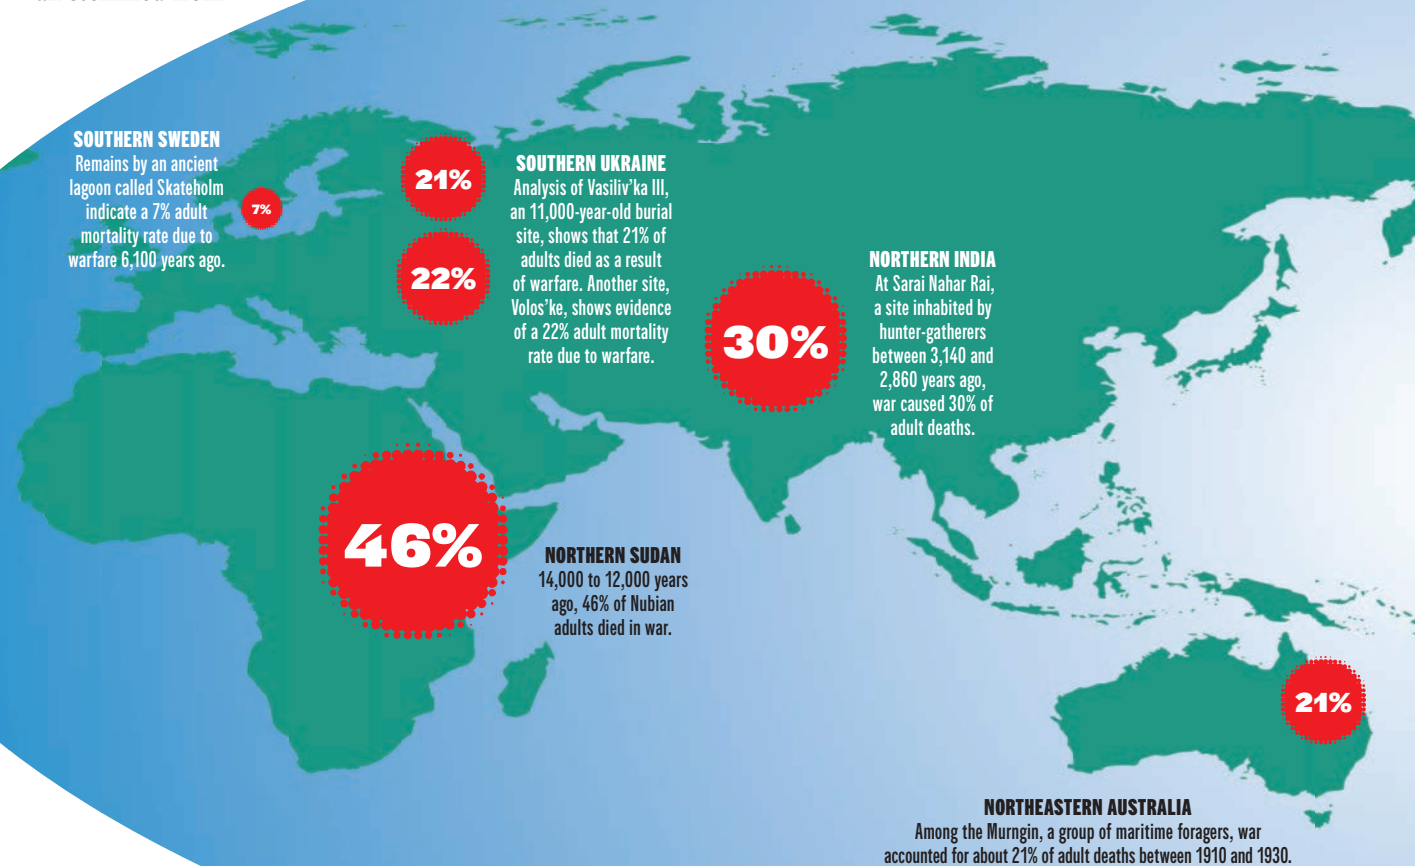 SOUTHERN SWEDEN
Remains by an ancient
lagoon called Skateholm
indicate a 7% adult
mortality rate due to
warfare 6,100 years ago.
7%
21%
22%
SOUTHERN UKRAINE
Analysis of Vasiliv’ka III,
an 11,000-year-old burial
site, shows that 21% of
adults died as a result
of warfare. Another site,
Volos’ke, shows evidence
of a 22% adult mortality
rate due to warfare.
30%
NORTHERN INDIA
At Sarai Nahar Rai,
a site inhabited by
hunter-gatherers
between 3,140 and
2,860 years ago,
war caused 30% of
adult deaths.
46%
NORTHERN SUDAN
14,000 to 12,000 years
ago, 46% of Nubian
adults died in war.
21%
NORTHEASTERN AUSTRALIA
Among the Murngin, a group of maritime foragers, war
accounted for about 21% of adult deaths between 1910 and 1930.